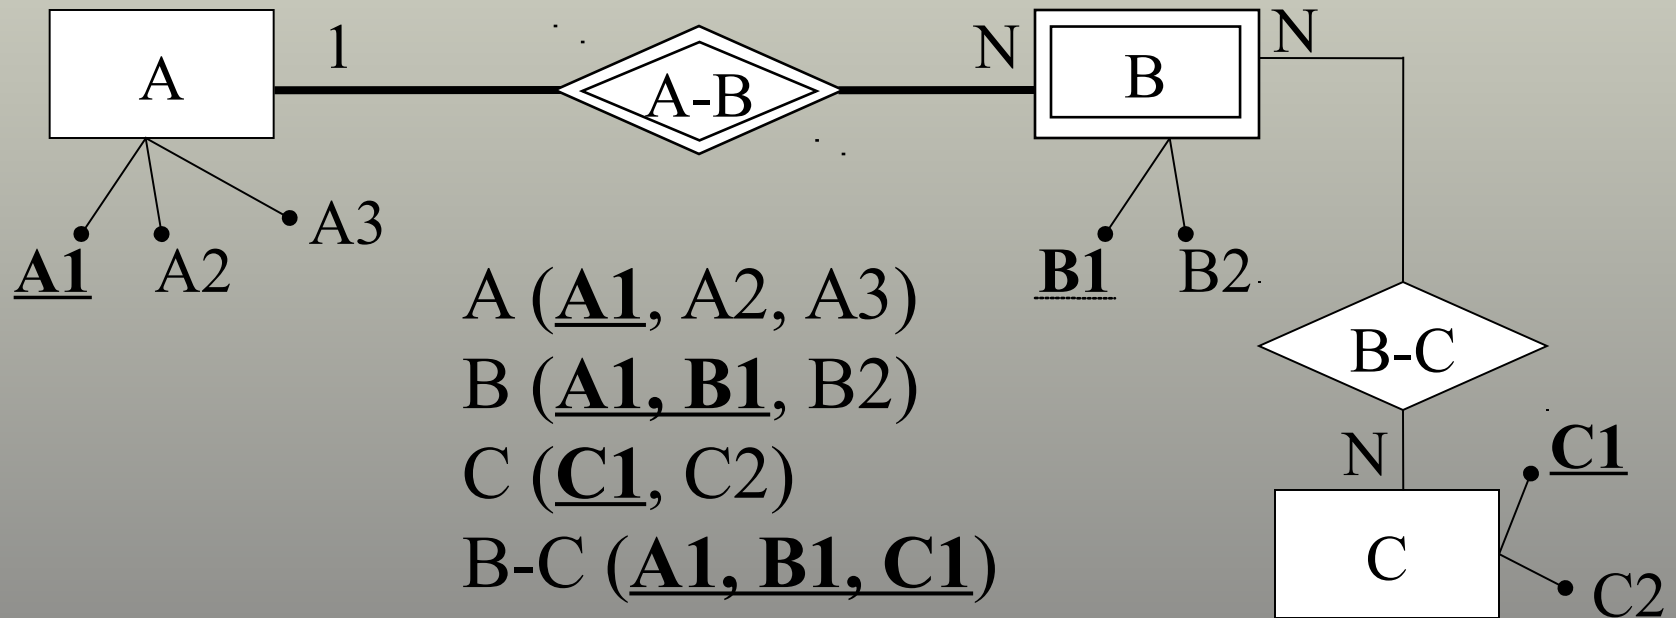 A
1
A-B
N
B
N
A1
A2
A3
B1
B2
A (A1, A2, A3)
B (A1, B1, B2)
C (C1, C2)
B-C (A1, B1, C1)
B-C
N
C1
C
C2